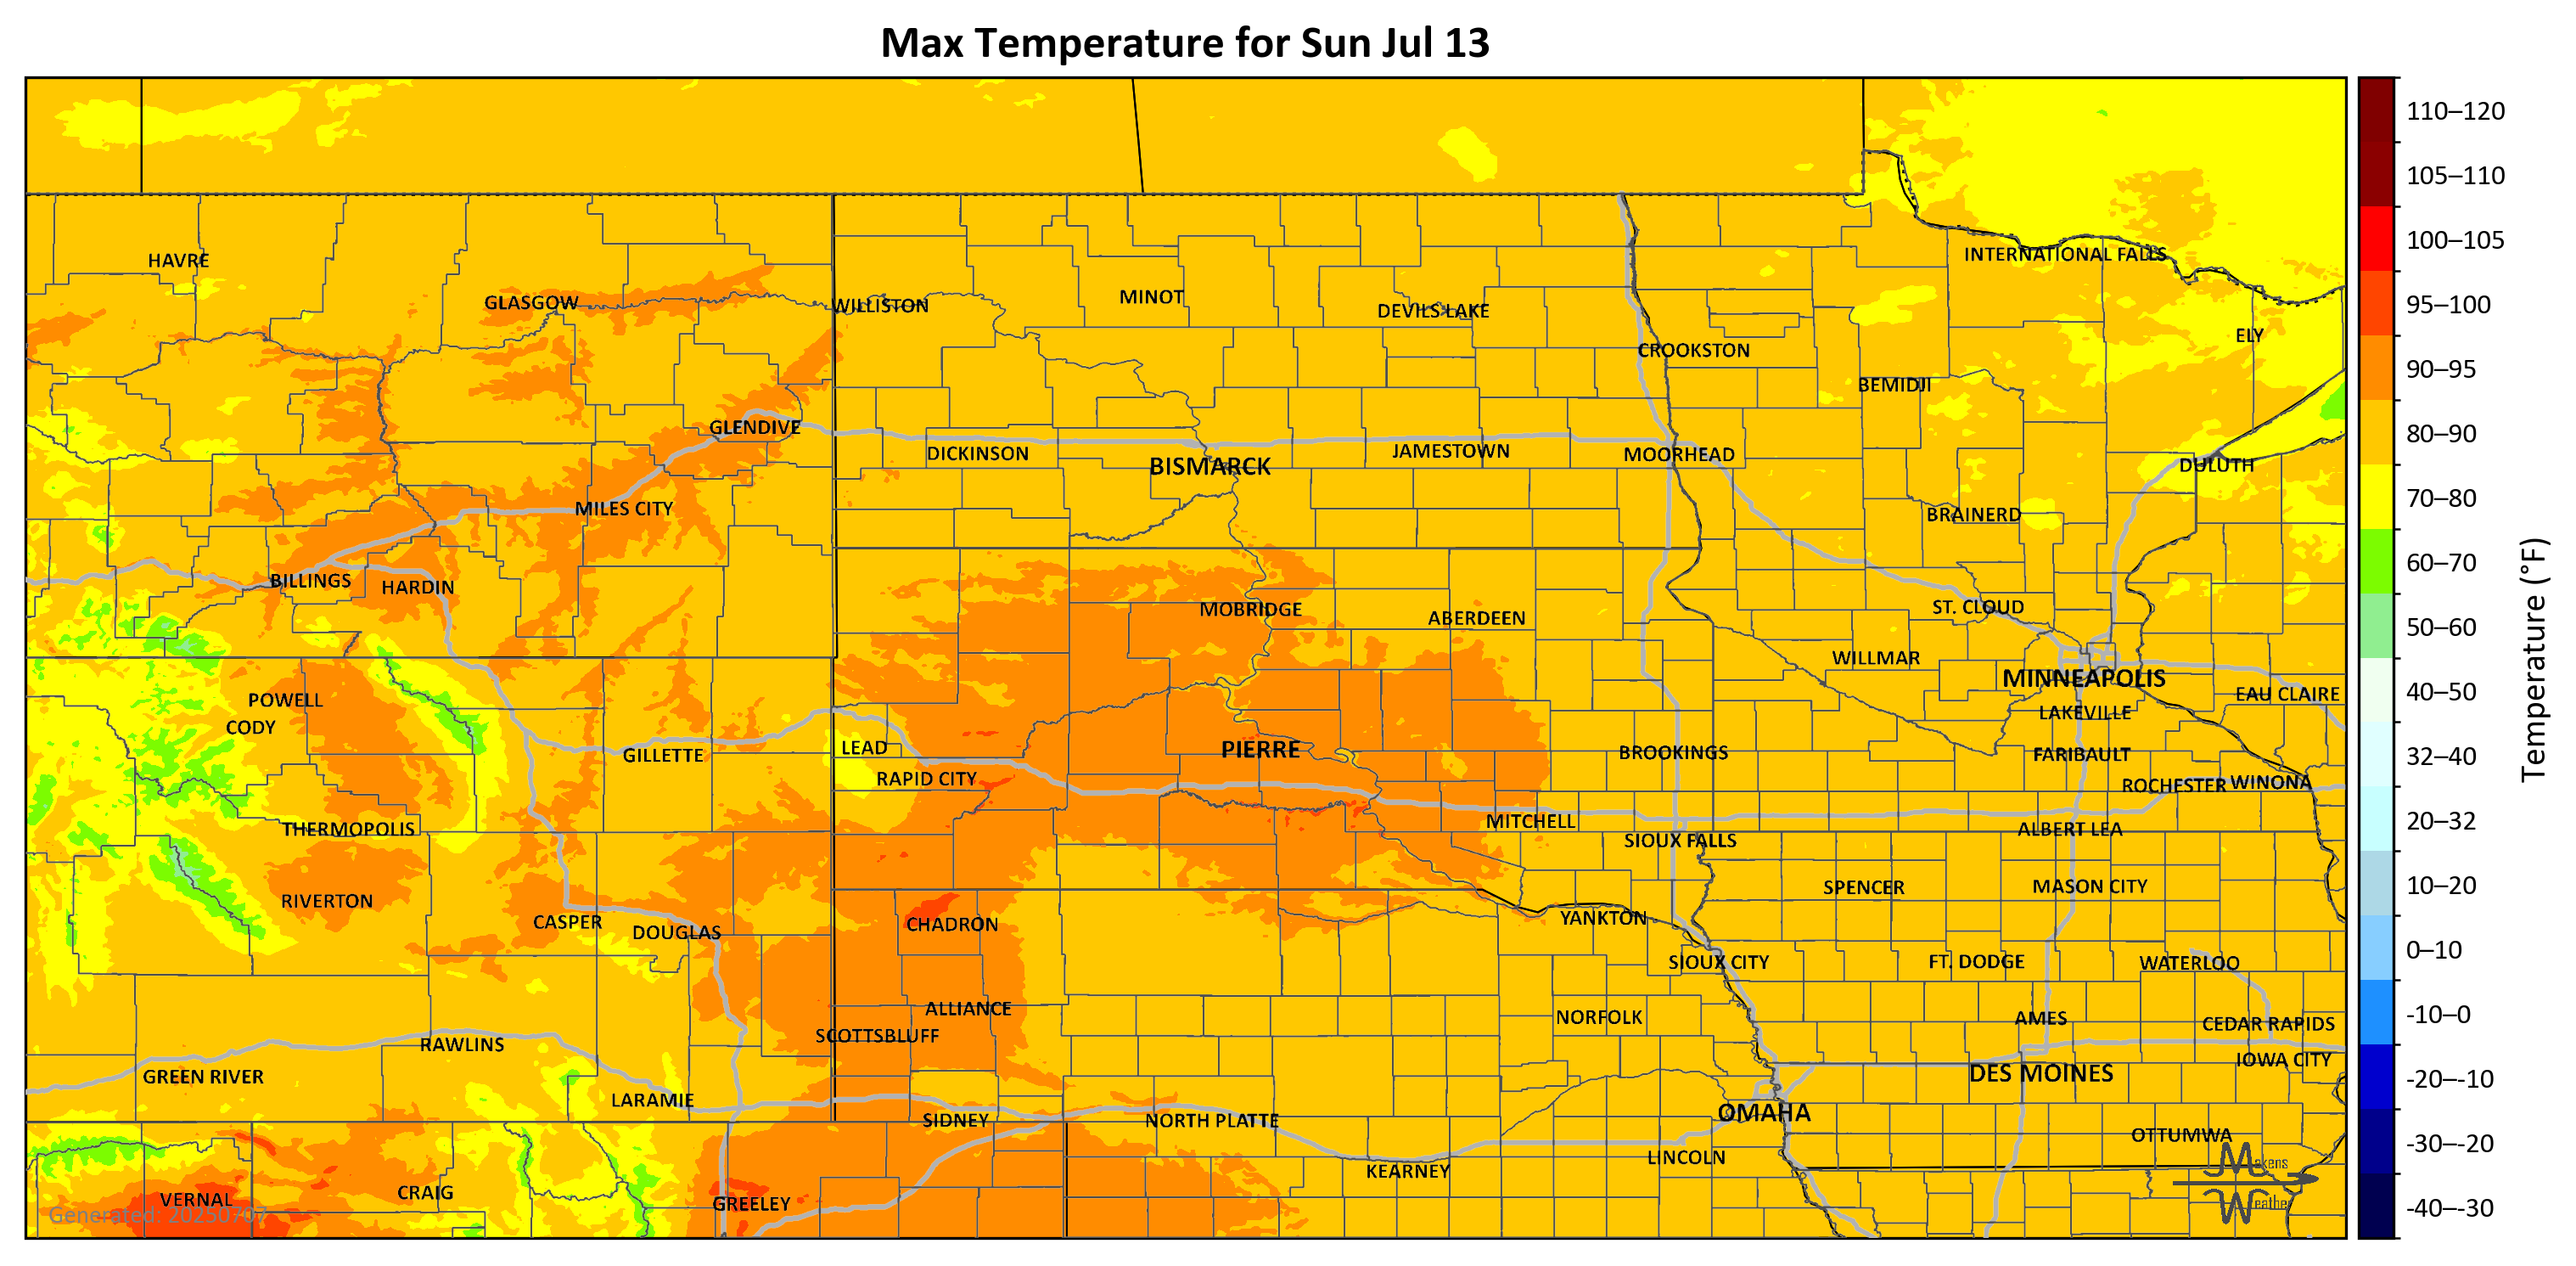 Max Temperature for Sun Jul 13
HAVRE
GLASGOW
WILLISTON
MINOT
DEVILS LAKE
INTERNATIONAL FALLS
ELY
CROOKSTON
BEMIDJI
GLENDIVE
DICKINSON
BISMARCK
JAMESTOWN
MOORHEAD
DULUTH
MILES CITY
BRAINERD
BILLINGS
HARDIN
MOBRIDGE
ABERDEEN
ST. CLOUD
WILLMAR
MINNEAPOLIS
EAU CLAIRE
POWELL
CODY
LAKEVILLE
GILLETTE
LEAD
PIERRE
BROOKINGS
FARIBAULT
RAPID CITY
ROCHESTER
WINONA
THERMOPOLIS
MITCHELL
ALBERT LEA
SIOUX FALLS
RIVERTON
SPENCER
MASON CITY
CASPER
DOUGLAS
CHADRON
YANKTON
SIOUX CITY
FT. DODGE
WATERLOO
ALLIANCE
NORFOLK
AMES
CEDAR RAPIDS
SCOTTSBLUFF
RAWLINS
IOWA CITY
GREEN RIVER
DES MOINES
LARAMIE
SIDNEY
NORTH PLATTE
OMAHA
OTTUMWA
LINCOLN
KEARNEY
VERNAL
CRAIG
GREELEY
Generated: 20250707
Makens
Weather
110–120
105–110
100–105
95–100
90–95
80–90
70–80
60–70
50–60
40–50
32–40
20–32
10–20
0–10
-10–0
-20–-10
-30–-20
-40–-30
Temperature (°F)